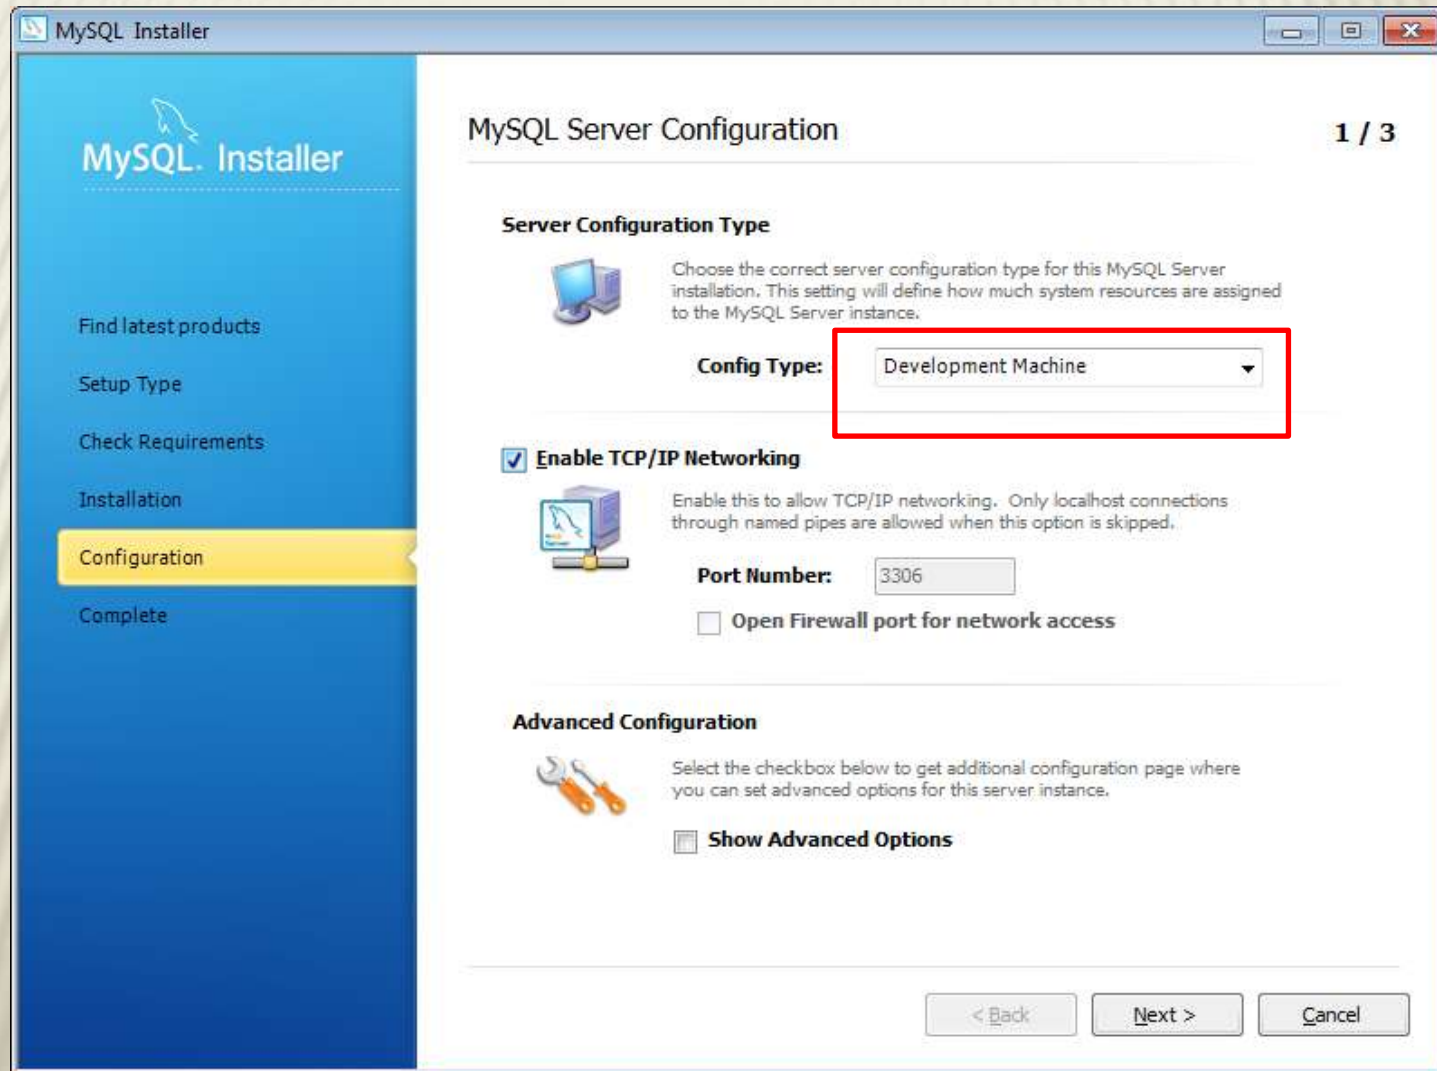 MySQL Installer
MySQL. Installer
Find latest products
Setup Type
Check Requirements
Installation
Configuration
Complete
MySQL Server Configuration
1 / 3
Server Configuration Type
Choose the correct server configuration type for this MySQL Server
installation. This setting will define how much system resources are assigned
to the MySQL Server instance.
Config Type: Development Machine
Enable TCP/IP Networking
Enable this to allow TCP/IP networking. Only localhost connections
through named pipes are allowed when this option is skipped.
Port Number: 3306
Open Firewall port for network access
Advanced Configuration
Select the checkbox below to get additional configuration page where
you can set advanced options for this server instance.
Show Advanced Options
< Back Next > Cancel